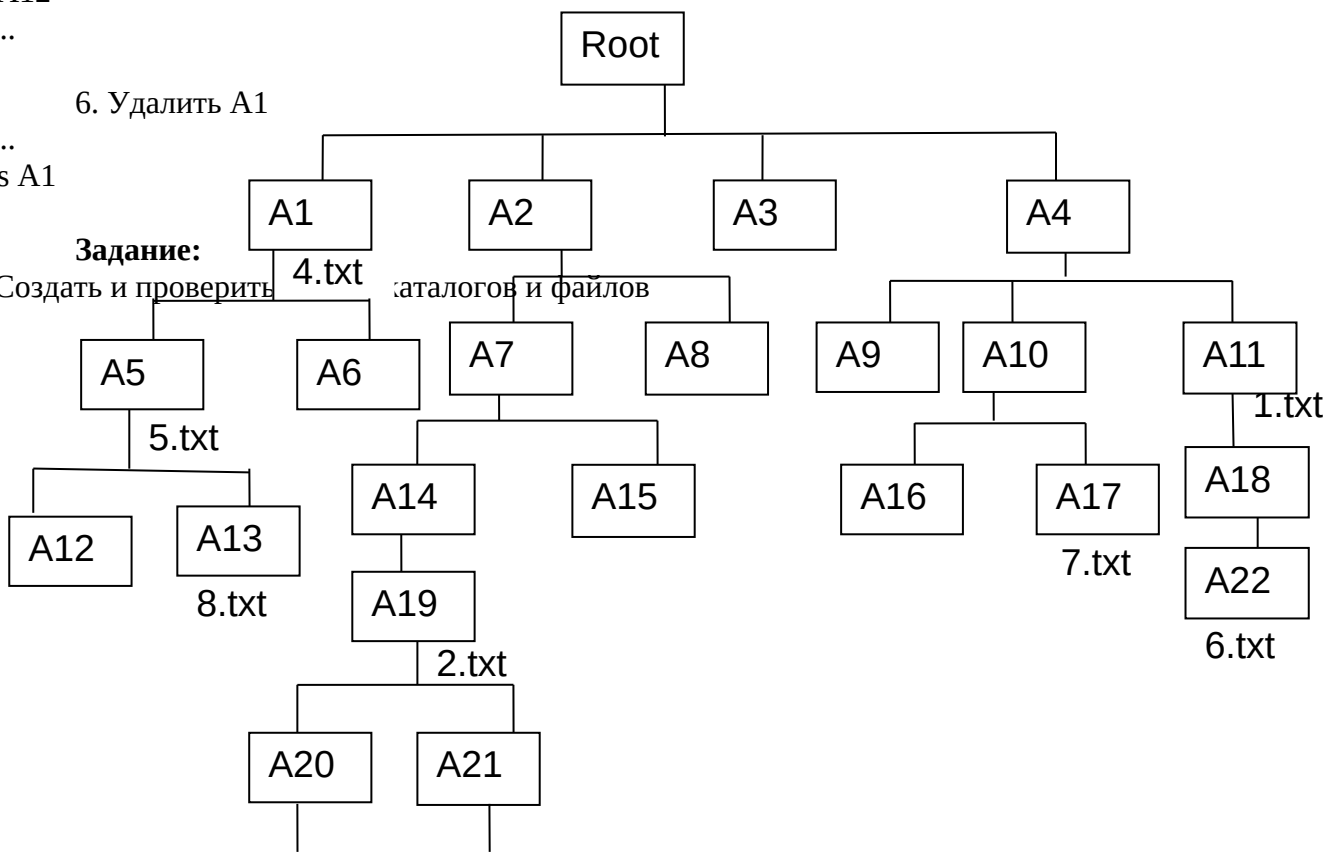 ..
Root
6. Удалить A1
..
s A1
A1 A2 A3 A4
Задание:
4.txt
Создать и проверить каталогов и файлов
A5 A6 A7 A8 A9 A10 A11
1.txt
5.txt
A12 A13 A14 A15 A16 A17 A18
8.txt
7.txt
A19 A22
2.txt
6.txt
A20 A21